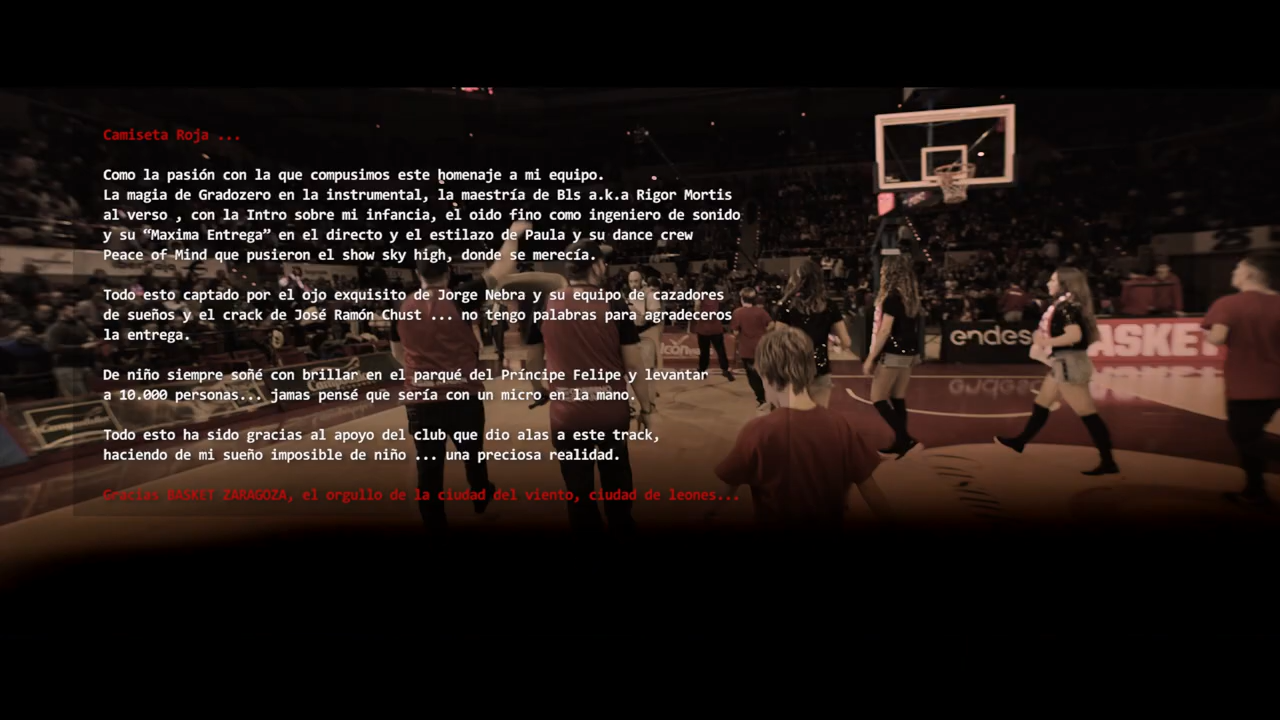 Camiseta Roja ...
Como la pasión con la que compusimos este homenaje a mi equipo.
La magia de Gradozero en la instrumental, la maestría de Bls a.k.a Rigor Mortis
al verso , con la Intro sobre mi infancia, el oido fino como ingeniero de sonido
y su “Maxima Entrega” en el directo y el estilazo de Paula y su dance crew
Peace of Mind que pusieron el show sky high, donde se merecía.
Todo esto captado por el ojo exquisito de Jorge Nebra y su equipo de cazadores
de sueños y el crack de José Ramón Chust ... no tengo palabras para agradeceros
la entrega.
De niño siempre soñé con brillar en el parqué del Príncipe Felipe y levantar
a 10.000 personas... jamas pensé que sería con un micro en la mano.
Todo esto ha sido gracias al apoyo del club que dio alas a este track,
haciendo de mi sueño imposible de niño ... una preciosa realidad.
Gracias BASKET ZARAGOZA, el orgullo de la ciudad del viento, ciudad de leones...
endesa
BASKET